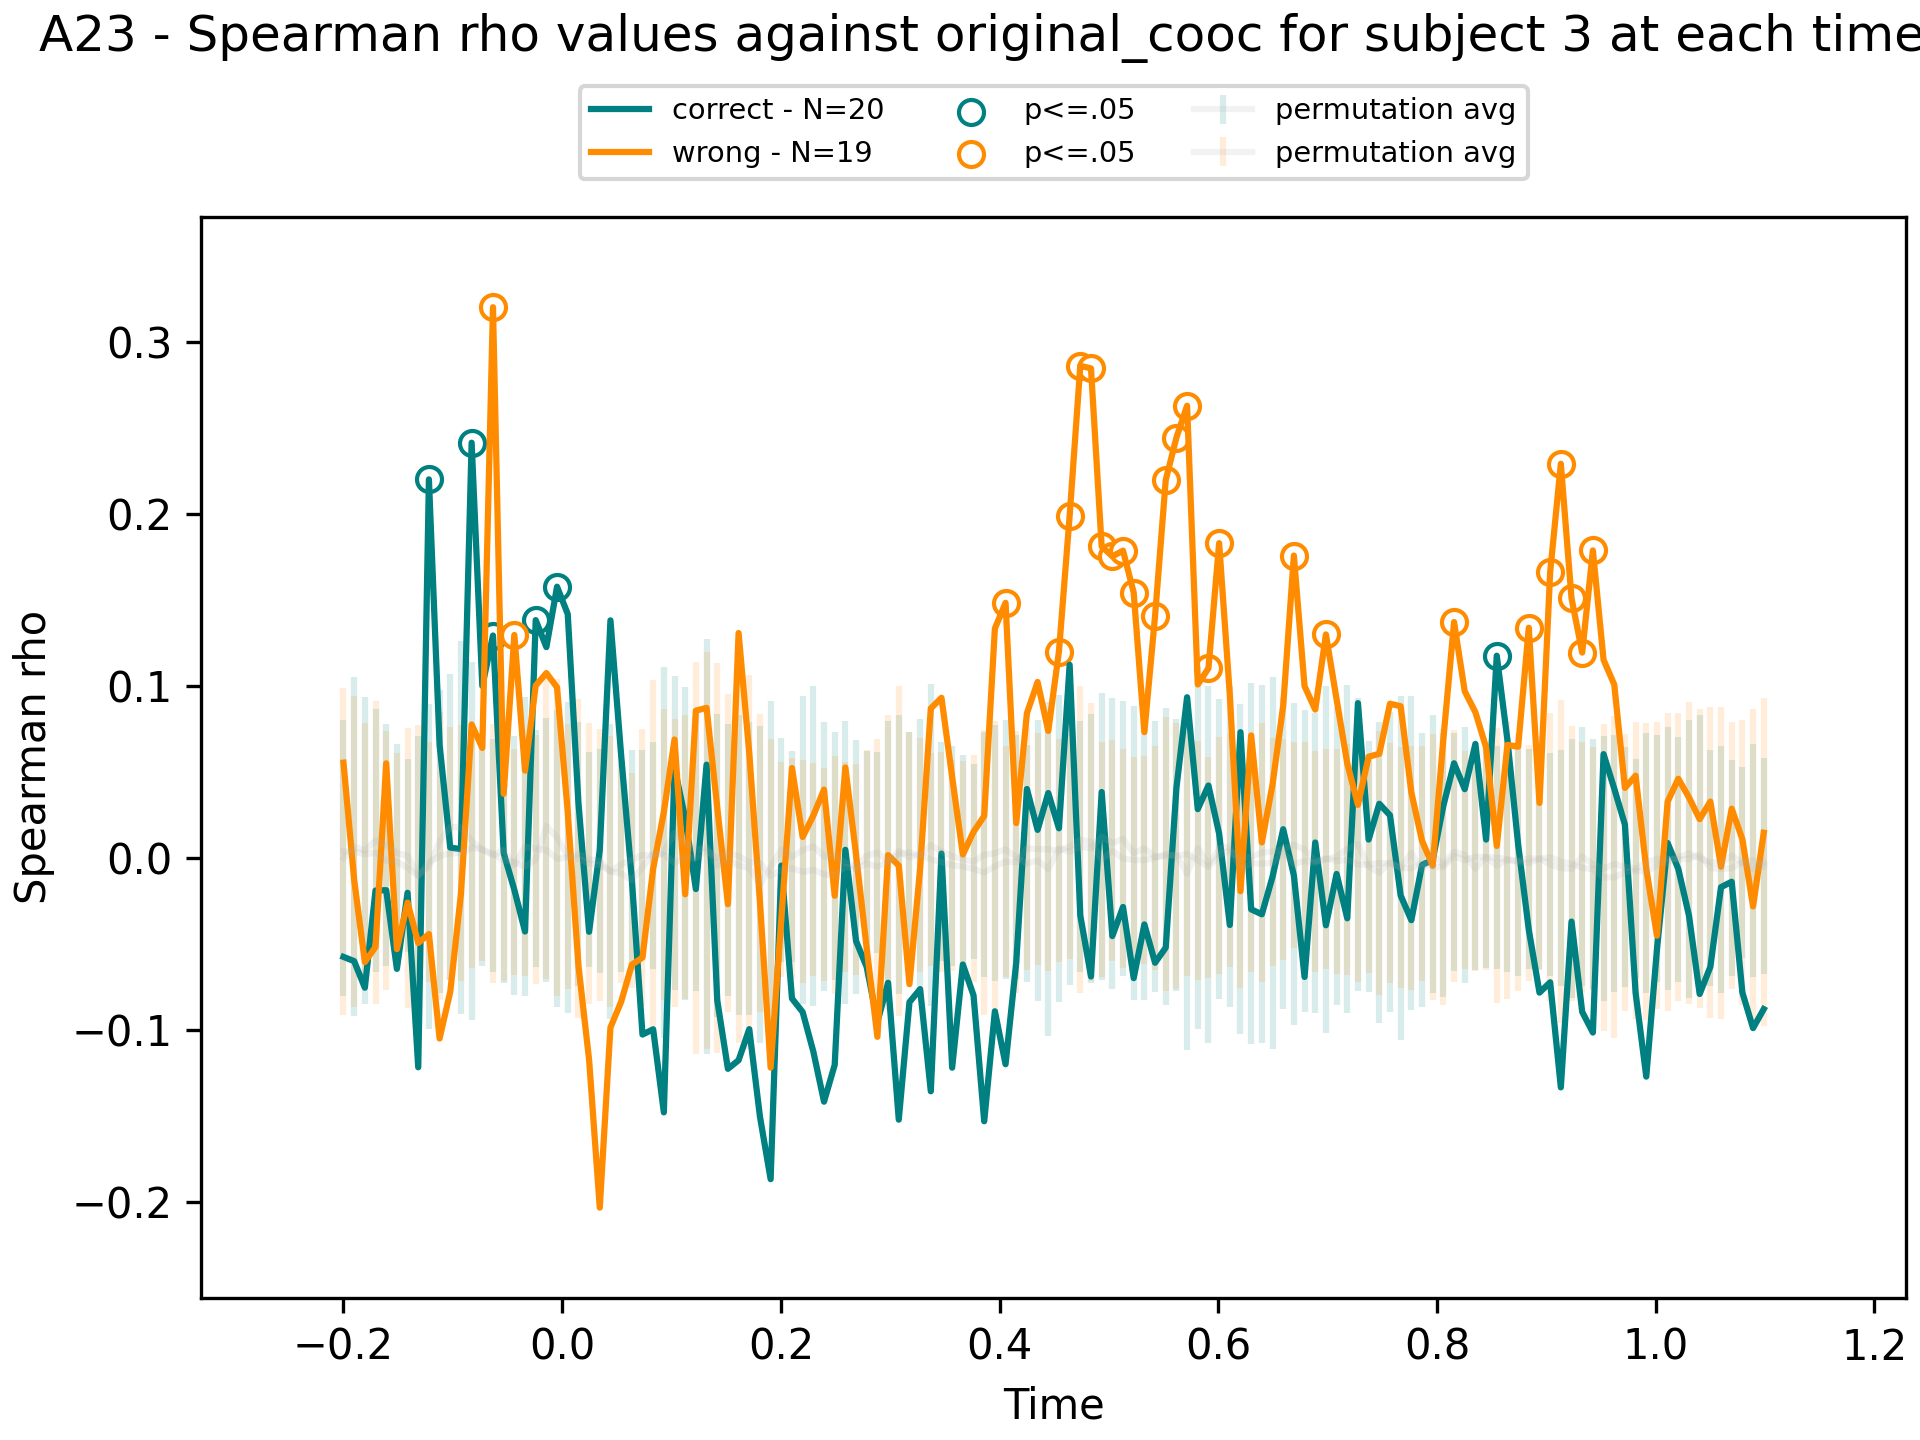 A23 - Spearman rho values against original_cooc for subject 3 at each time
correct - N=20 p<=.05 permutation avg
wrong - N=19 p<=.05 permutation avg
0.3
0.2
0.1
0.0
−0.1
−0.2
Spearman rho
−0.2 0.0 0.2 0.4 0.6 0.8 1.0 1.2
Time